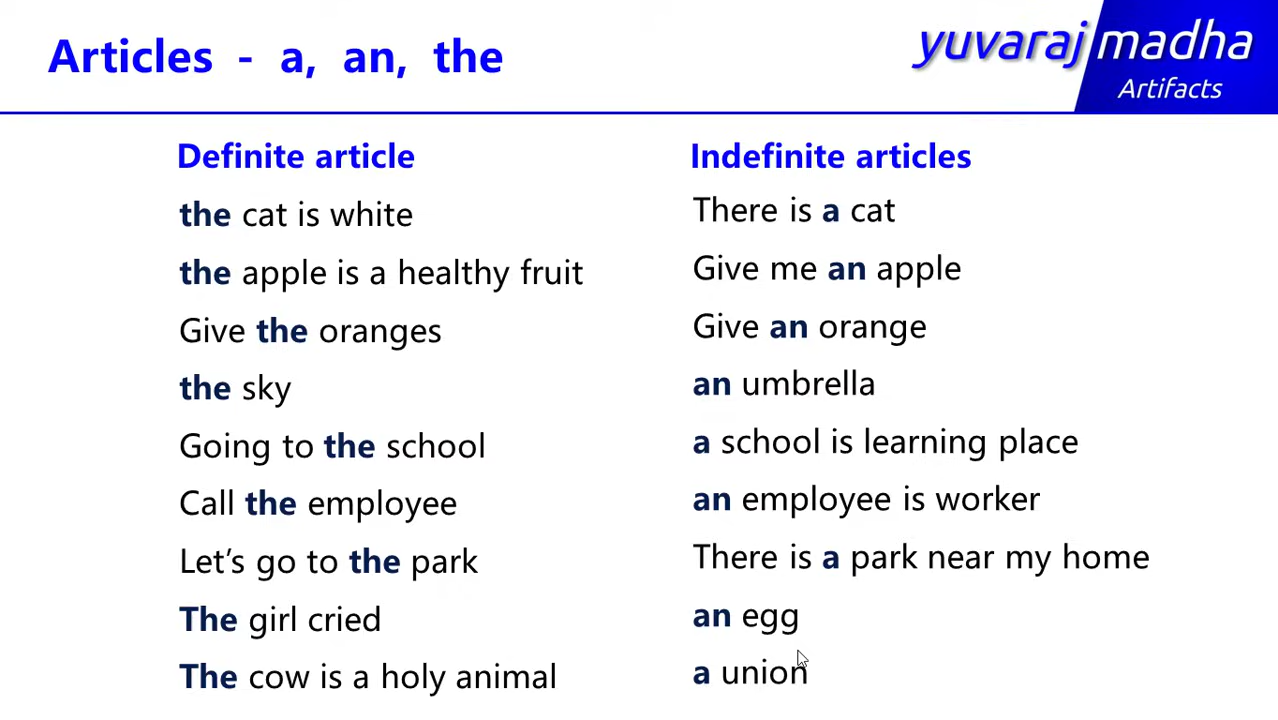 Articles - a, an, the
yuvaraj madha
Artifacts
Definite article
the cat is white
the apple is a healthy fruit
Give the oranges
the sky
Going to the school
Call the employee
Let’s go to the park
The girl cried
The cow is a holy animal
Indefinite articles
There is a cat
Give me an apple
Give an orange
an umbrella
a school is learning place
an employee is worker
There is a park near my home
an egg
a union